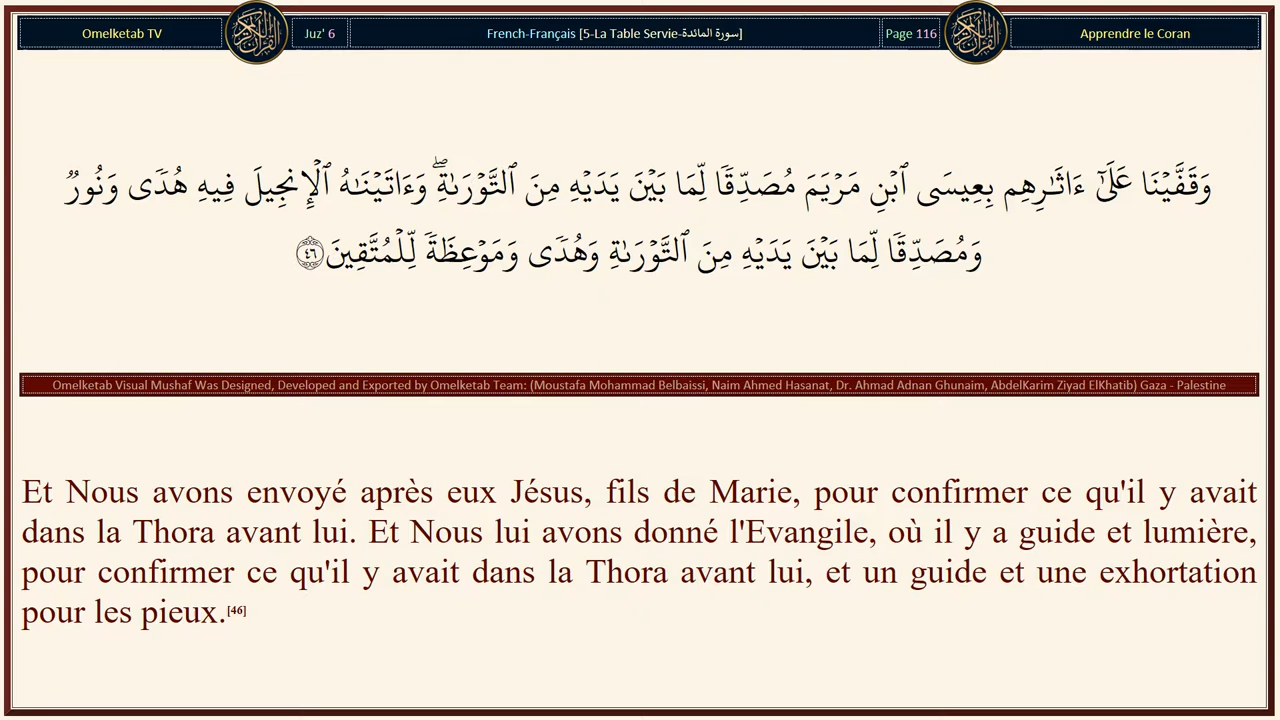 Omelketab TV
Juz' 6
French-Français [5-La Table Servie-سورة المائدة]
Page 116
Apprendre le Coran
وَقَفَّيْنَا عَلَىٰٓ ءَاثَـٰرِهِم بِعِيسَى ٱبْنِ مَرْيَمَ مُصَدِّقًا لِّمَا بَيْنَ يَدَيْهِ مِنَ ٱلتَّوْرَىٰةِ ۖ وَءَاتَيْنَـٰهُ ٱلْإِنجِيلَ فِيهِ هُدًى وَنُورٌ
وَمُصَدِّقًا لِّمَا بَيْنَ يَدَيْهِ مِنَ ٱلتَّوْرَىٰةِ وَهُدًى وَمَوْعِظَةً لِّلْمُتَّقِينَ ٤٦
Omelketab Visual Mushaf Was Designed, Developed and Exported by Omelketab Team: (Moustafa Mohammad Belbaissi, Naim Ahmed Hasanat, Dr. Ahmad Adnan Ghunaim, AbdelKarim Ziyad ElKhatib) Gaza - Palestine
Et Nous avons envoyé après eux Jésus, fils de Marie, pour confirmer ce qu'il y avait
dans la Thora avant lui. Et Nous lui avons donné l'Evangile, où il y a guide et lumière,
pour confirmer ce qu'il y avait dans la Thora avant lui, et un guide et une exhortation
pour les pieux.[46]